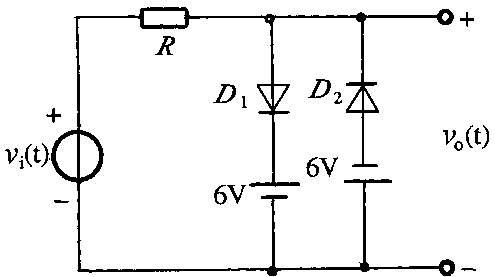 R
+
D₁
D₂
+
vᵢ(t)
vₒ(t)
6V
6V
−
−